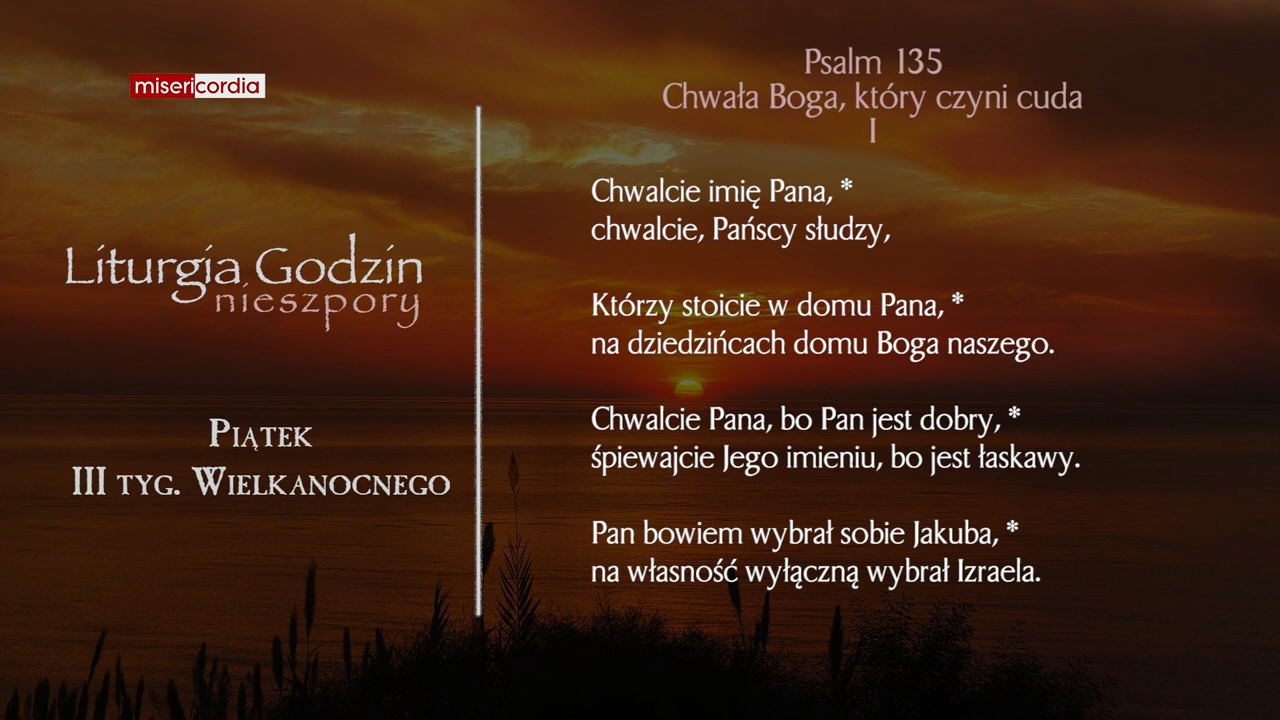 misericordia
Liturgia Godzin
nieszpory
Piątek
III tyg. Wielkanocnego
Psalm 135
Chwała Boga, który czyni cuda
I
Chwalcie imię Pana, *
chwalcie, Pańscy słudzy,
Którzy stoicie w domu Pana, *
na dziedzińcach domu Boga naszego.
Chwalcie Pana, bo Pan jest dobry, *
śpiewajcie Jego imieniu, bo jest łaskawy.
Pan bowiem wybrał sobie Jakuba, *
na własność wyłączną wybrał Izraela.